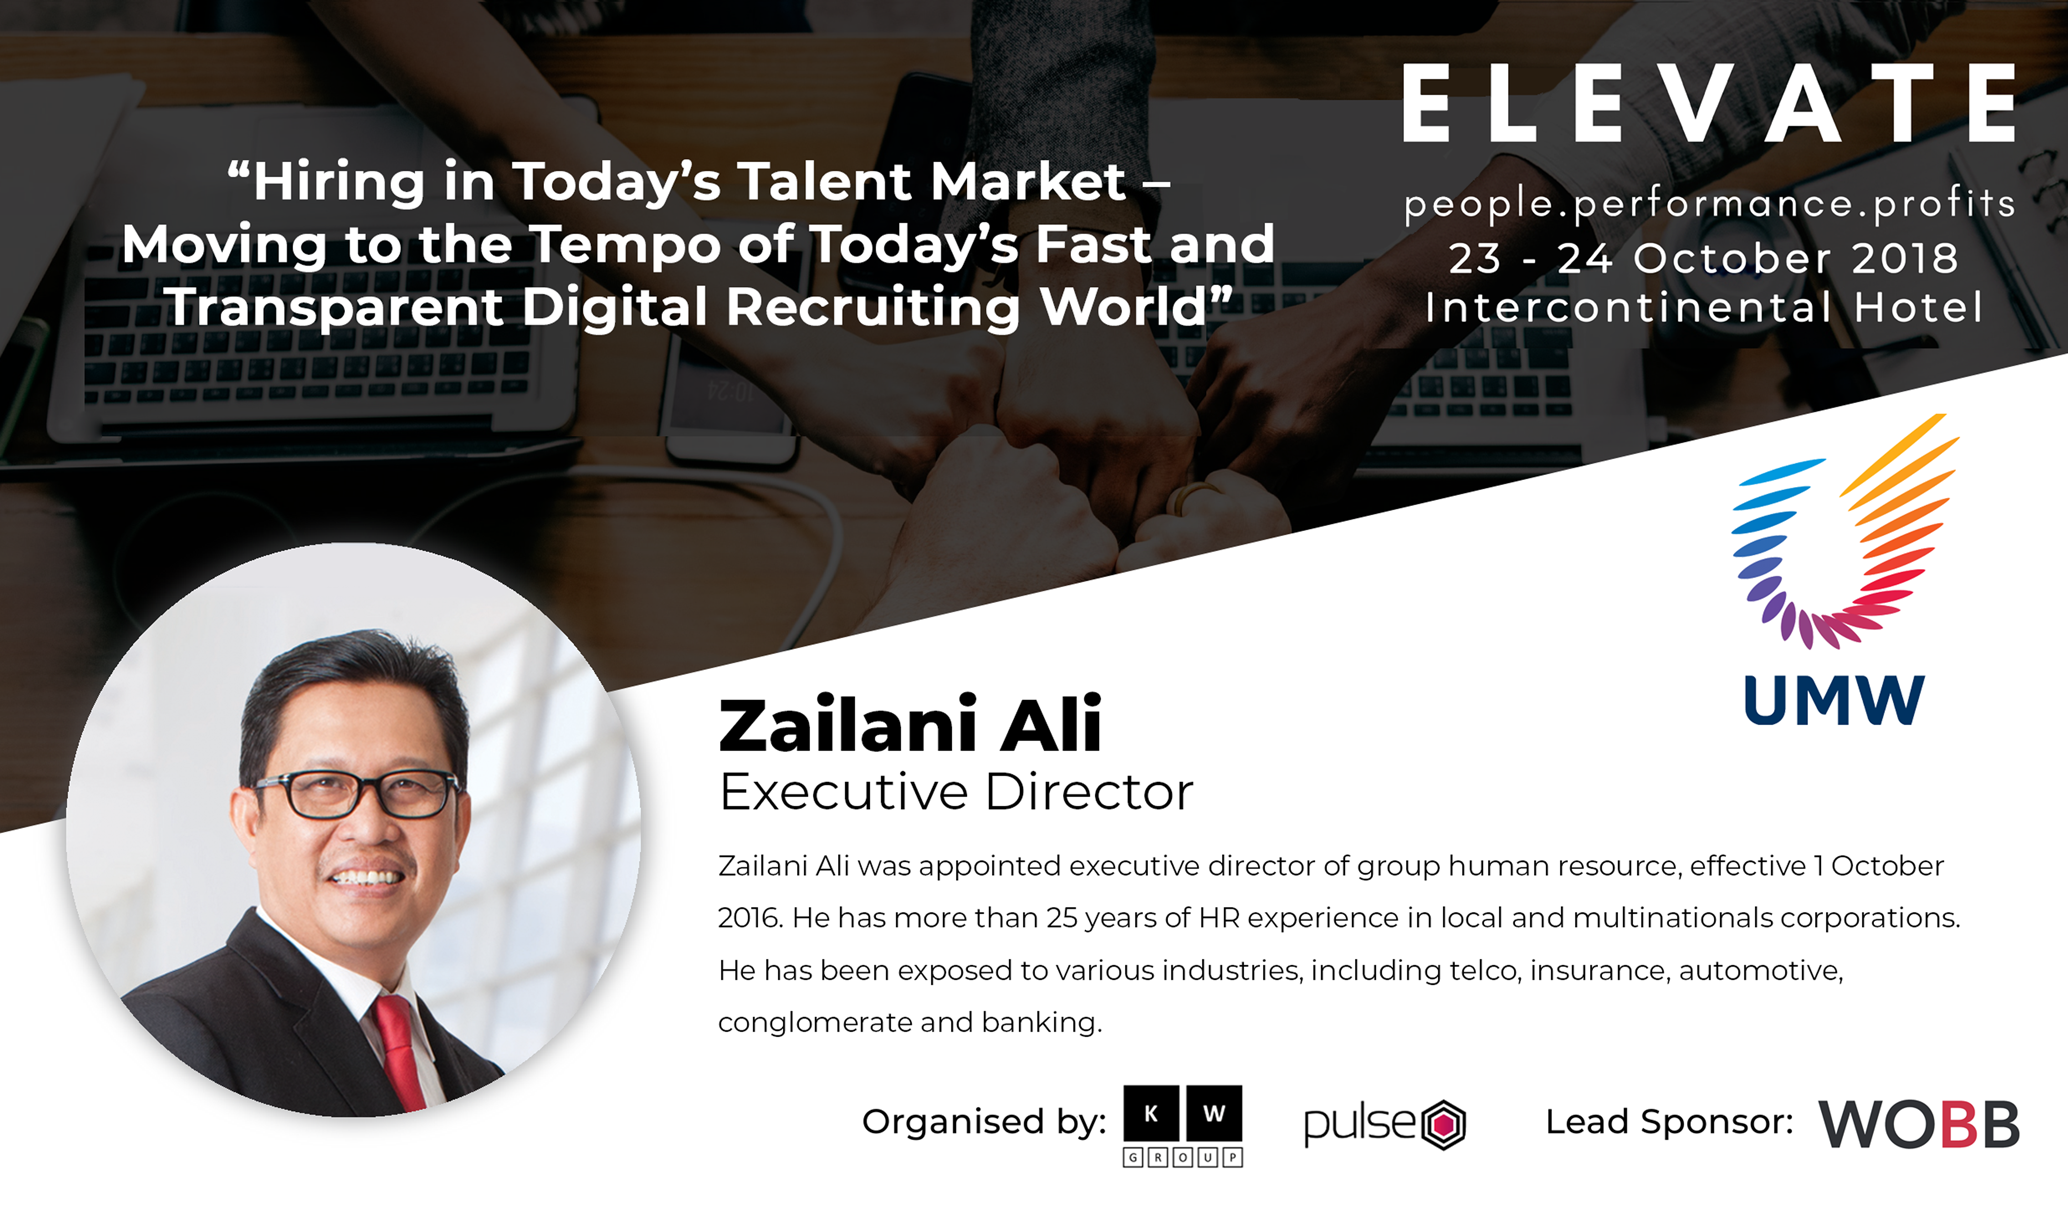 “Hiring in Today’s Talent Market –
Moving to the Tempo of Today’s Fast and
Transparent Digital Recruiting World”
ELEVATE
people.performance.profits
23 - 24 October 2018
Intercontinental Hotel
10:24
UMW
Zailani Ali
Executive Director
Zailani Ali was appointed executive director of group human resource, effective 1 October
2016. He has more than 25 years of HR experience in local and multinationals corporations.
He has been exposed to various industries, including telco, insurance, automotive,
conglomerate and banking.
Organised by:
K W
GROUP
pulse
Lead Sponsor:
WOBB